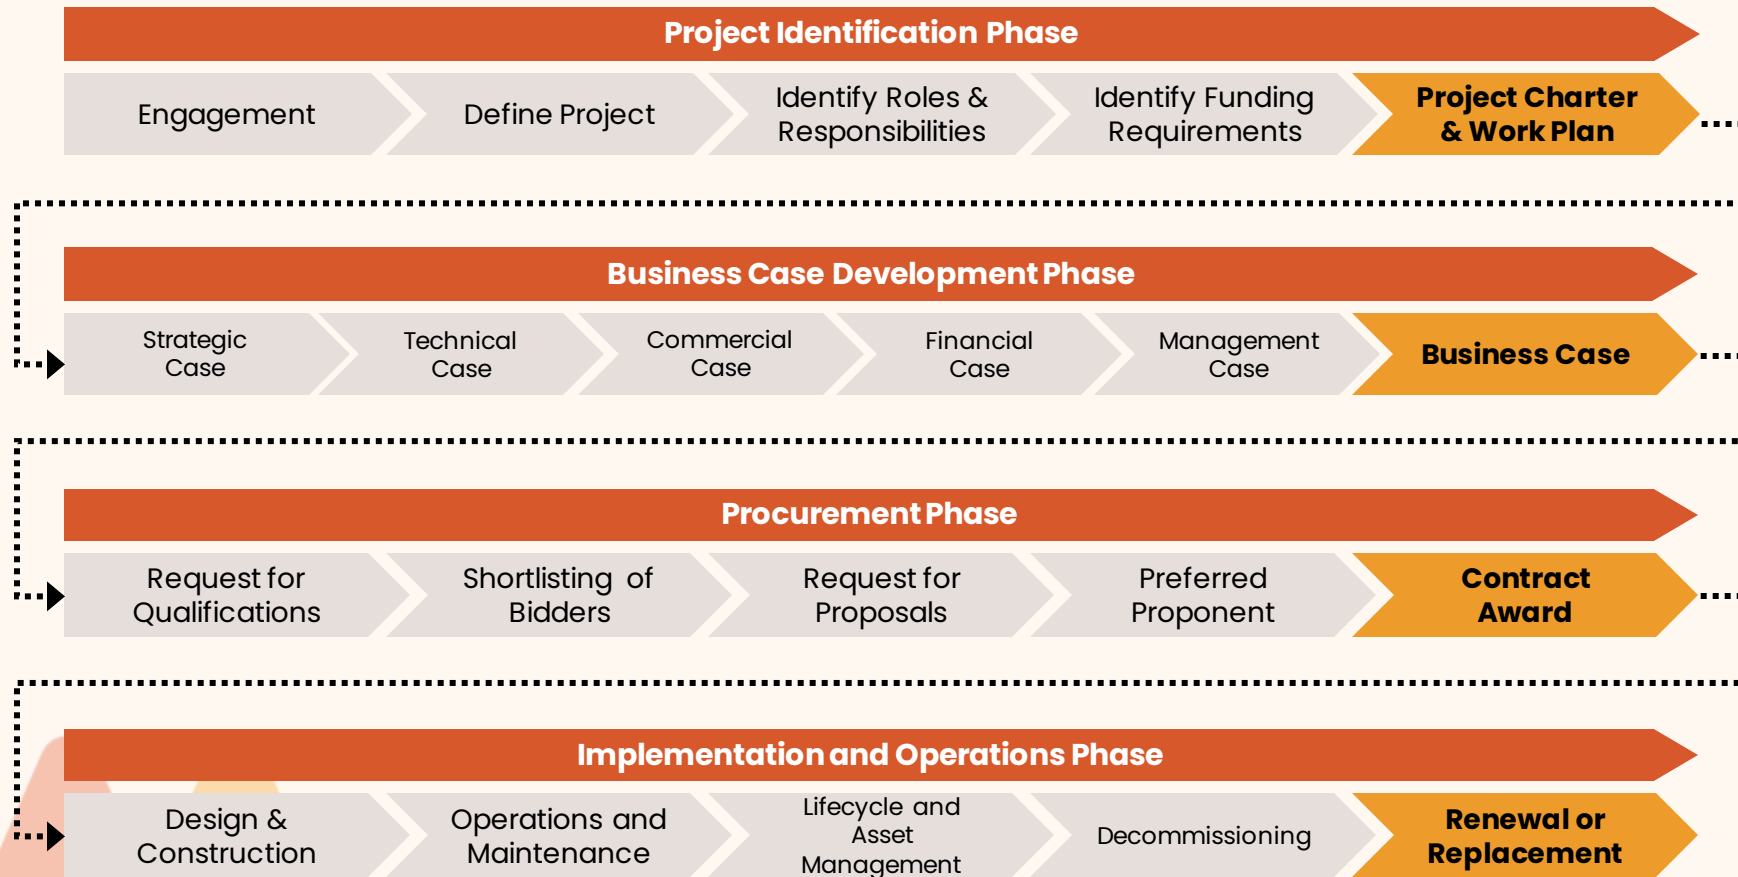 Project Identification Phase
Engagement
Define Project
Identify Roles &
Responsibilities
Identify Funding
Requirements
Project Charter
& Work Plan
Business Case Development Phase
Strategic
Case
Technical
Case
Commercial
Case
Financial
Case
Management
Case
Business Case
Procurement Phase
Request for
Qualifications
Shortlisting of
Bidders
Request for
Proposals
Preferred
Proponent
Contract
Award
Implementation and Operations Phase
Design &
Construction
Operations and
Maintenance
Lifecycle and
Asset
Management
Decommissioning
Renewal or
Replacement